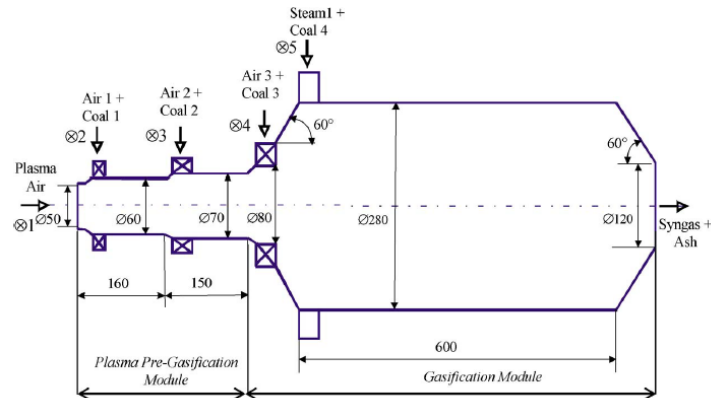 Steam1 +
Coal 4
⊗5
Air 1 +
Coal 1
⊗2
Air 2 +
Coal 2
⊗3
Air 3 +
Coal 3
⊗4
60°
60°
Plasma
Air
⊗1
Ø50
Ø60
Ø70
Ø80
Ø280
Ø120
Syngas +
Ash
160
150
600
Plasma Pre-Gasification
Module
Gasification Module